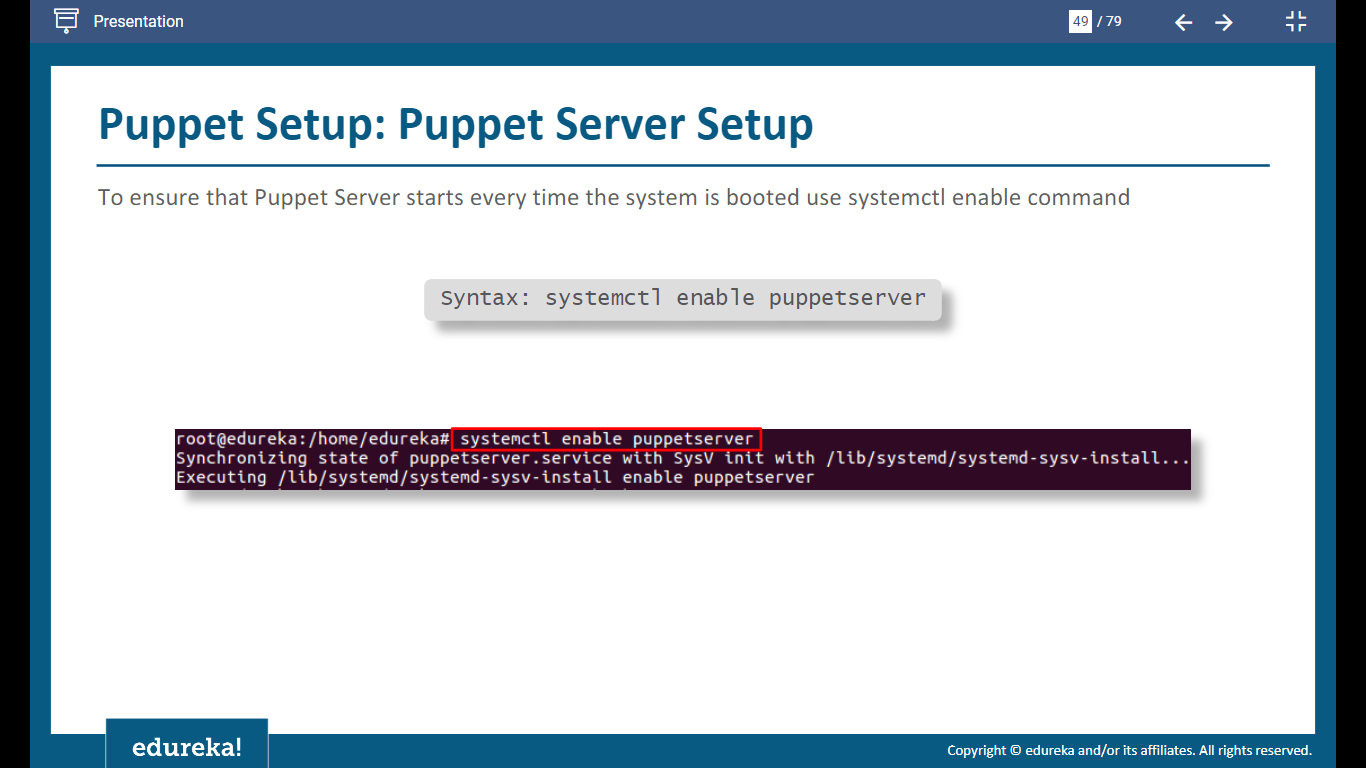 Presentation
49 / 79
Puppet Setup: Puppet Server Setup
To ensure that Puppet Server starts every time the system is booted use systemctl enable command
Syntax: systemctl enable puppetserver
root@edureka:/home/edureka# systemctl enable puppetserver
Synchronizing state of puppetserver.service with SysV init with /lib/systemd/systemd-sysv-install...
Executing /lib/systemd/systemd-sysv-install enable puppetserver
edureka!
Copyright © edureka and/or its affiliates. All rights reserved.